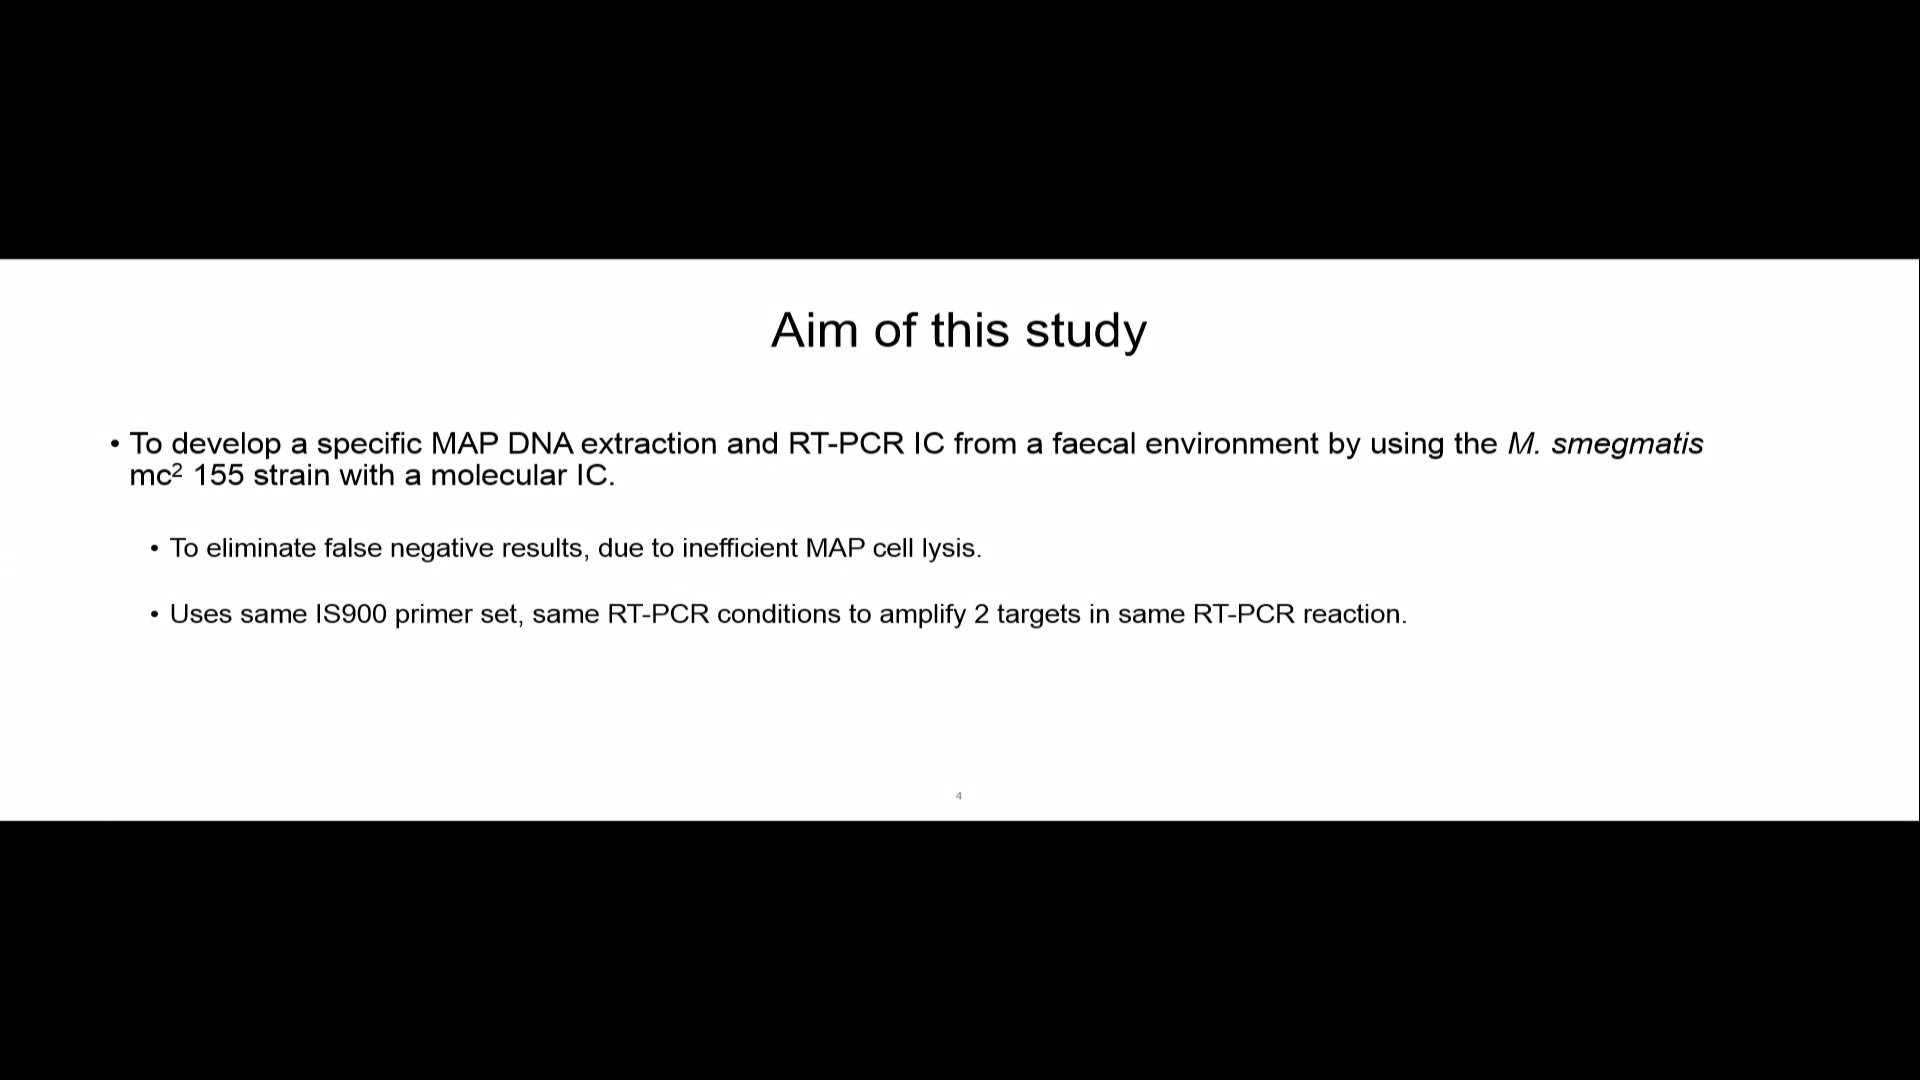 Aim of this study
• To develop a specific MAP DNA extraction and RT-PCR IC from a faecal environment by using the M. smegmatis
mc² 155 strain with a molecular IC.
• To eliminate false negative results, due to inefficient MAP cell lysis.
• Uses same IS900 primer set, same RT-PCR conditions to amplify 2 targets in same RT-PCR reaction.
4